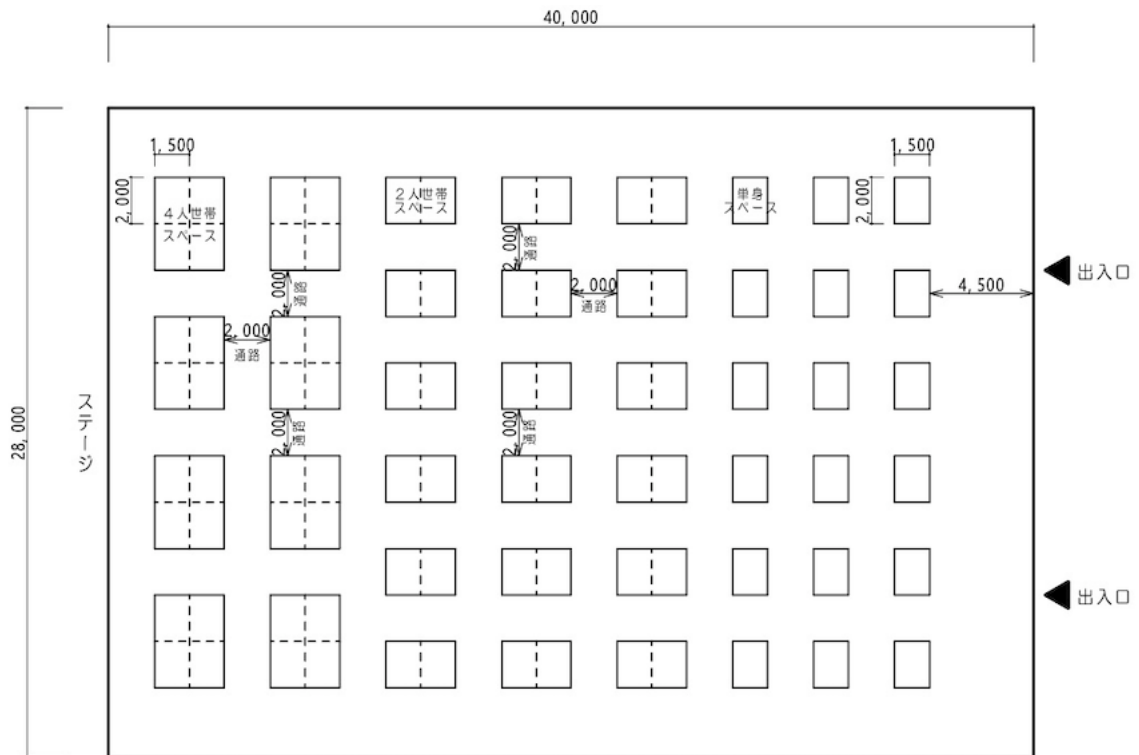 40,000
1,500
1,500
2,000
4人世帯
スペース
2人世帯
スペース
単身
スペース
2,000
2,000
通路
出入口
2,000
通路
2,000
通路
4,500
2,000
通路
28,000
ステージ
2,000
通路
2,000
通路
出入口